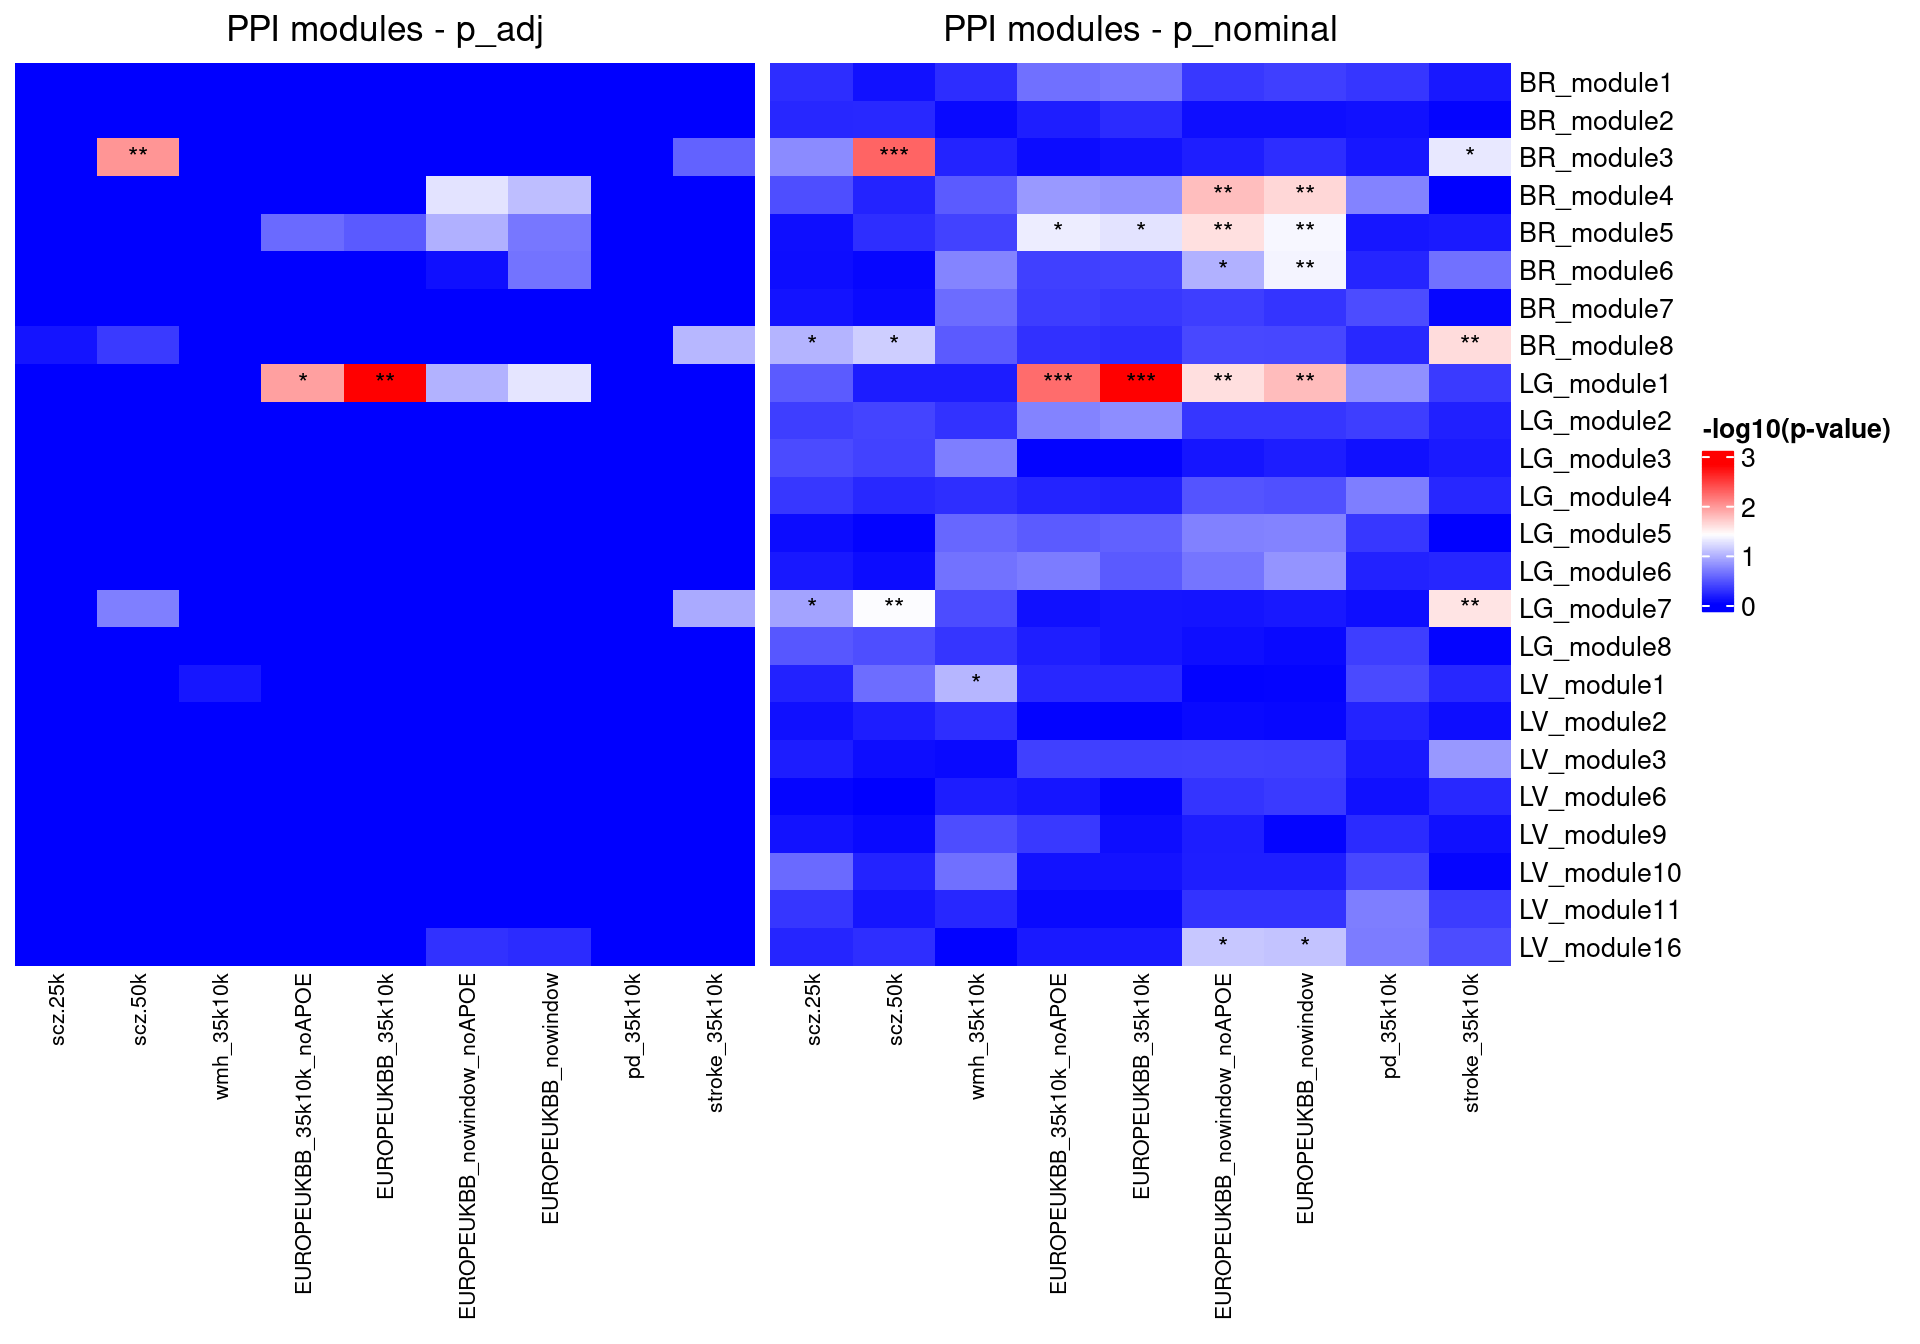 PPI modules - p_adj
PPI modules - p_nominal
BR_module1
BR_module2
** *** * BR_module3
** ** BR_module4
* * ** ** BR_module5
* ** BR_module6
BR_module7
* * ** BR_module8
* ** *** *** ** ** LG_module1
LG_module2
LG_module3
LG_module4
LG_module5
LG_module6
* ** ** LG_module7
LG_module8
* LV_module1
LV_module2
LV_module3
LV_module6
LV_module9
LV_module10
LV_module11
* * LV_module16
-log10(p-value)
3
2
1
0
scz.25k
scz.50k
wmh_35k10k
EUROPEUKBB_35k10k_noAPOE
EUROPEUKBB_35k10k
EUROPEUKBB_nowindow_noAPOE
EUROPEUKBB_nowindow
pd_35k10k
stroke_35k10k
scz.25k
scz.50k
wmh_35k10k
EUROPEUKBB_35k10k_noAPOE
EUROPEUKBB_35k10k
EUROPEUKBB_nowindow_noAPOE
EUROPEUKBB_nowindow
pd_35k10k
stroke_35k10k